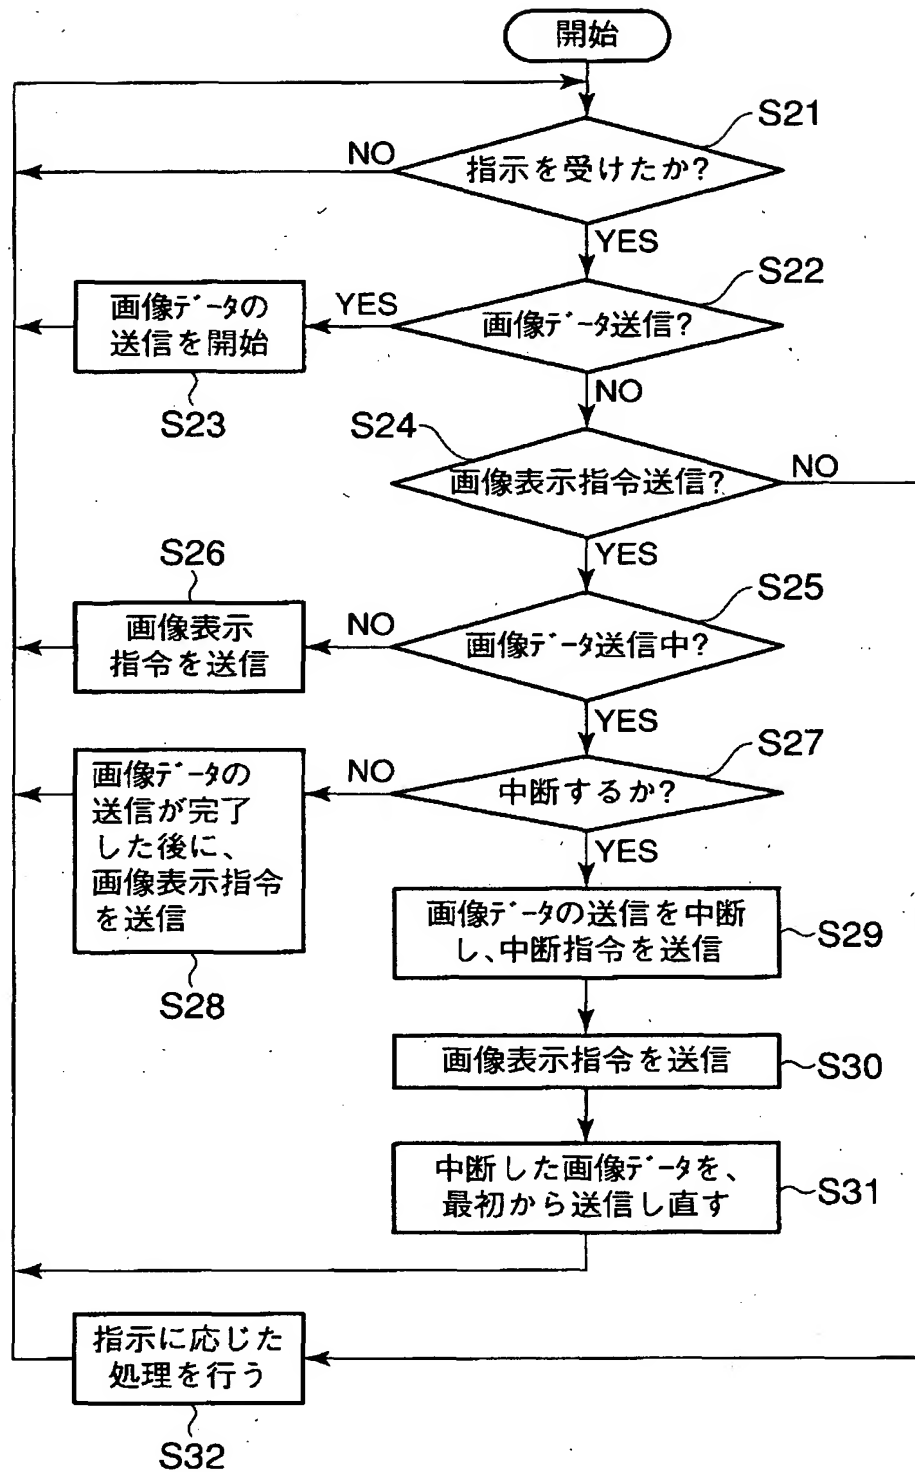 開始
S21
指示を受けたか?
NO
YES
S22
画像ﾃﾞｰﾀ送信?
YES
画像ﾃﾞｰﾀの
送信を開始
S23
NO
S24
画像表示指令送信?
NO
YES
S25
画像ﾃﾞｰﾀ送信中?
NO
S26
画像表示
指令を送信
YES
S27
中断するか?
NO
画像ﾃﾞｰﾀの
送信が完了
した後に、
画像表示指令
を送信
S28
YES
画像ﾃﾞｰﾀの送信を中断
し、中断指令を送信
S29
画像表示指令を送信
S30
中断した画像ﾃﾞｰﾀを、
最初から送信し直す
S31
指示に応じた
処理を行う
S32